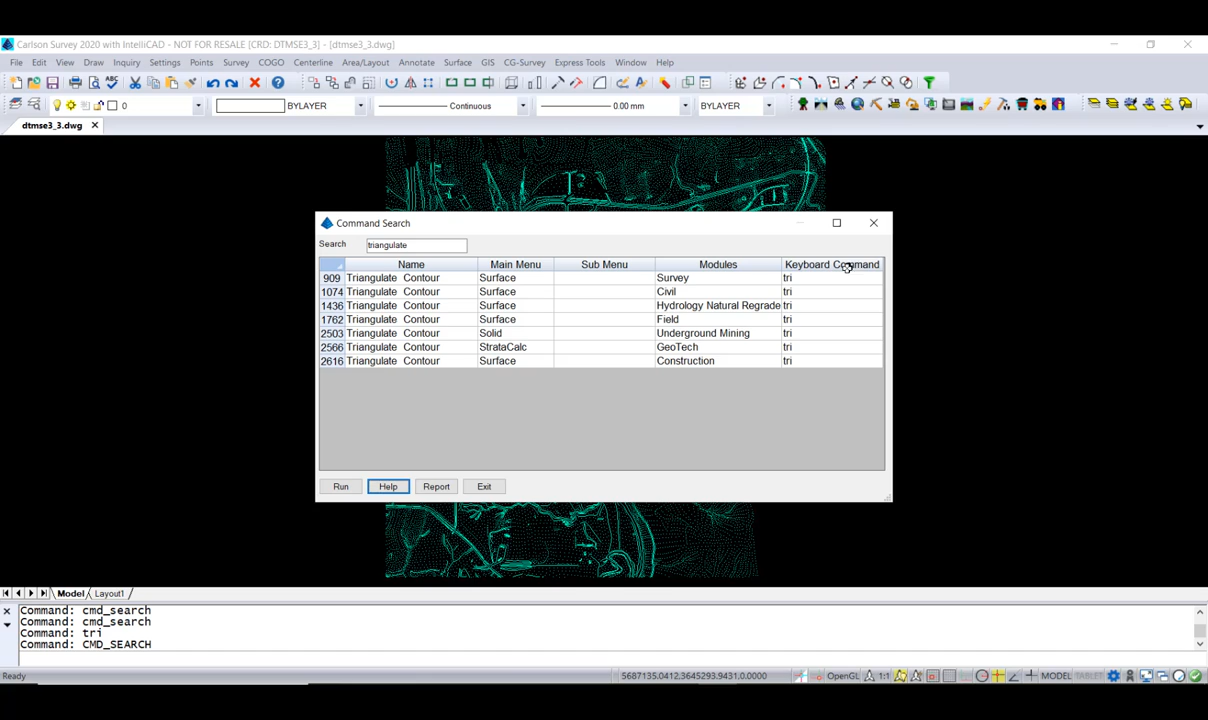 Carlson Survey 2020 with IntelliCAD - NOT FOR RESALE [CRD: DTMSE3_3] - [dtmse3_3.dwg]
File Edit View Draw Inquiry Settings Points Survey COGO Centerline Area/Layout Annotate Surface GIS CG-Survey Express Tools Window Help
0 BYLAYER Continuous 0.00 mm BYLAYER
dtmse3_3.dwg
Command Search
Search triangulate
Name Main Menu Sub Menu Modules Keyboard Command
909 Triangulate Contour Surface Survey tri
1074 Triangulate Contour Surface Civil tri
1436 Triangulate Contour Surface Hydrology Natural Regrade tri
1762 Triangulate Contour Surface Field tri
2503 Triangulate Contour Solid Underground Mining tri
2566 Triangulate Contour StrataCalc GeoTech tri
2616 Triangulate Contour Surface Construction tri
Run Help Report Exit
Model Layout1
Command: cmd_search
Command: cmd_search
Command: tri
Command: CMD_SEARCH
Ready 5687135.0412,3645293.9431,0.0000 OpenGL 1:1 MODEL TABLET